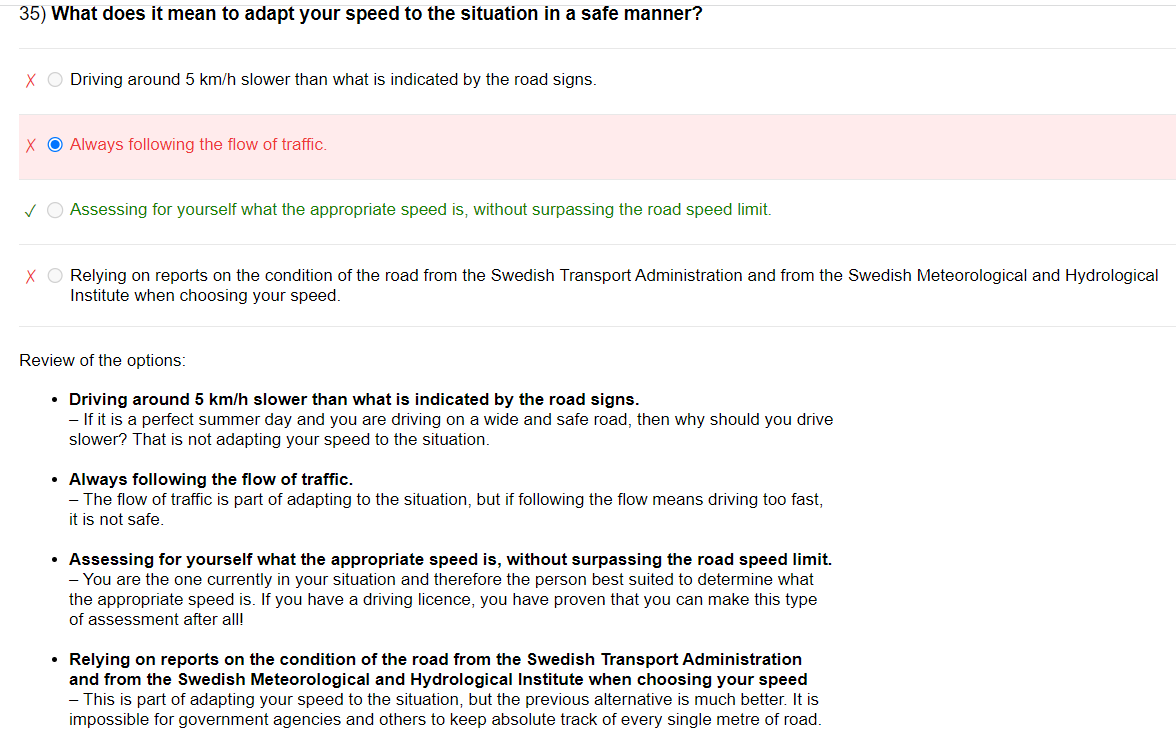 35) What does it mean to adapt your speed to the situation in a safe manner?
✗ Driving around 5 km/h slower than what is indicated by the road signs.
✗ Always following the flow of traffic.
✓ Assessing for yourself what the appropriate speed is, without surpassing the road speed limit.
✗ Relying on reports on the condition of the road from the Swedish Transport Administration and from the Swedish Meteorological and Hydrological
Institute when choosing your speed.
Review of the options:
• Driving around 5 km/h slower than what is indicated by the road signs.
– If it is a perfect summer day and you are driving on a wide and safe road, then why should you drive
slower? That is not adapting your speed to the situation.
• Always following the flow of traffic.
– The flow of traffic is part of adapting to the situation, but if following the flow means driving too fast,
it is not safe.
• Assessing for yourself what the appropriate speed is, without surpassing the road speed limit.
– You are the one currently in your situation and therefore the person best suited to determine what
the appropriate speed is. If you have a driving licence, you have proven that you can make this type
of assessment after all!
• Relying on reports on the condition of the road from the Swedish Transport Administration
and from the Swedish Meteorological and Hydrological Institute when choosing your speed
– This is part of adapting your speed to the situation, but the previous alternative is much better. It is
impossible for government agencies and others to keep absolute track of every single metre of road.